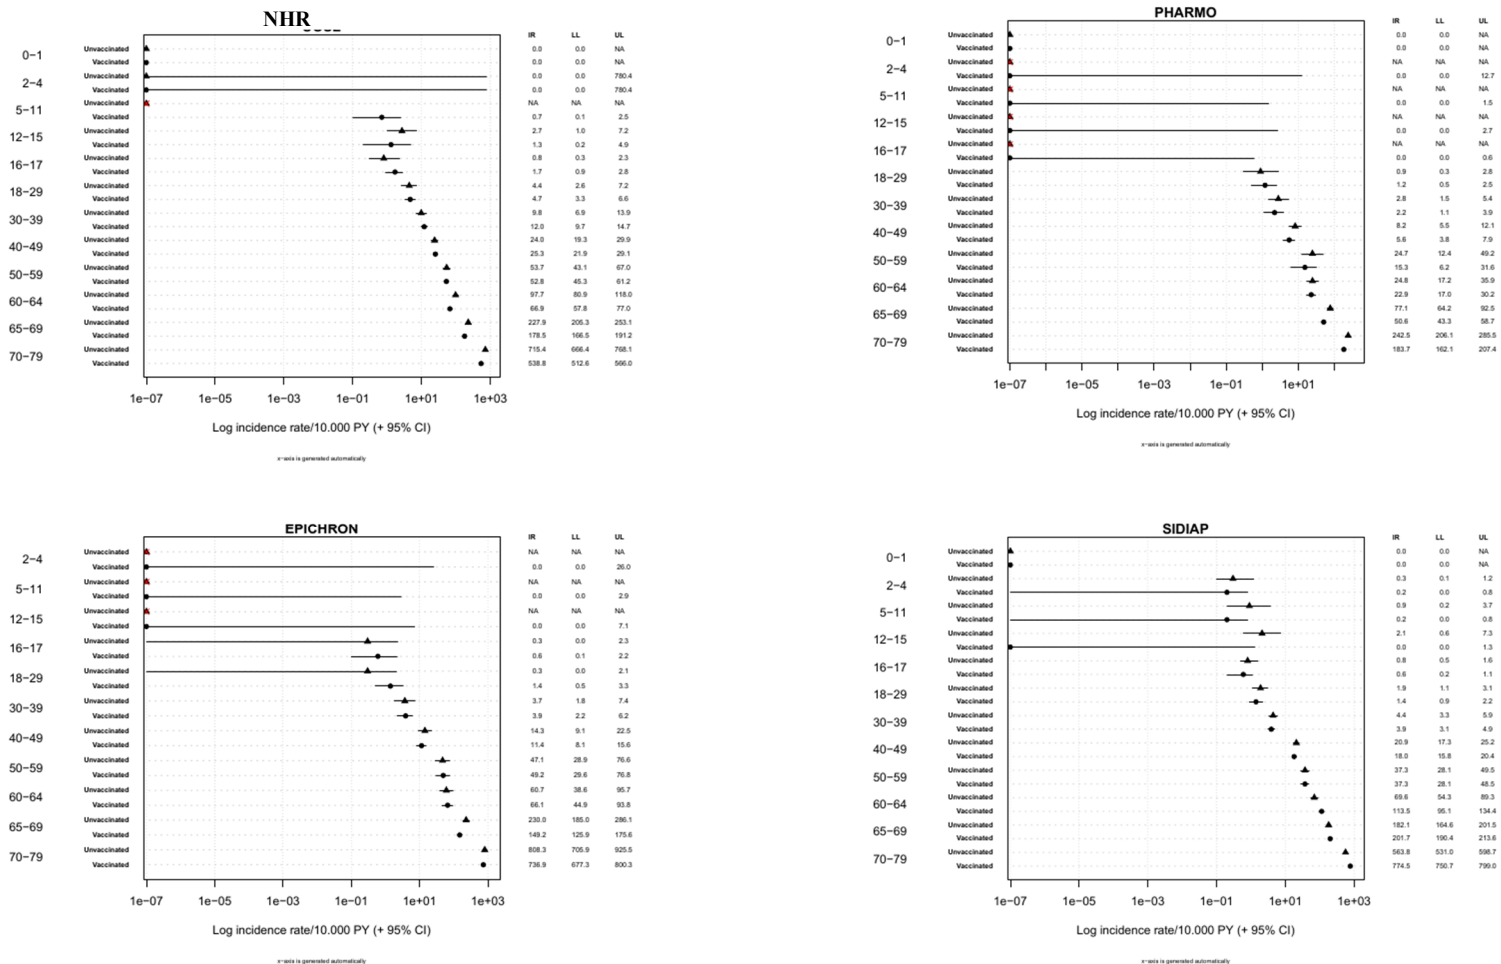 NHR
IR LL UL
Unvaccinated 0.0 0.0 NA
0−1
Vaccinated 0.0 0.0 NA
Unvaccinated 0.0 0.0 780.4
2−4
Vaccinated 0.0 0.0 780.4
Unvaccinated NA NA NA
5−11
Vaccinated 0.7 0.1 2.5
Unvaccinated 2.7 1.0 7.2
12−15
Vaccinated 1.3 0.2 4.9
Unvaccinated 0.8 0.3 2.3
16−17
Vaccinated 1.7 0.9 2.8
Unvaccinated 4.4 2.6 7.2
18−29
Vaccinated 4.7 3.3 6.6
Unvaccinated 9.8 6.9 13.9
30−39
Vaccinated 12.0 9.7 14.7
Unvaccinated 24.0 19.3 29.9
40−49
Vaccinated 25.3 21.9 29.1
Unvaccinated 53.7 43.1 67.0
50−59
Vaccinated 52.8 45.3 61.2
Unvaccinated 97.7 80.9 118.0
60−64
Vaccinated 66.9 57.8 77.0
Unvaccinated 227.9 205.3 253.1
65−69
Vaccinated 178.5 166.5 191.2
Unvaccinated 715.4 666.4 768.1
70−79
Vaccinated 538.8 512.6 566.0
1e−07 1e−05 1e−03 1e−01 1e+01 1e+03
Log incidence rate/10.000 PY (+ 95% CI)
x−axis is generated automatically
PHARMO
IR LL UL
Unvaccinated 0.0 0.0 NA
0−1
Vaccinated 0.0 0.0 NA
Unvaccinated NA NA NA
2−4
Vaccinated 0.0 0.0 12.7
Unvaccinated NA NA NA
5−11
Vaccinated 0.0 0.0 1.5
Unvaccinated NA NA NA
12−15
Vaccinated 0.0 0.0 2.7
Unvaccinated NA NA NA
16−17
Vaccinated 0.0 0.0 0.6
Unvaccinated 0.9 0.3 2.8
18−29
Vaccinated 1.2 0.5 2.5
Unvaccinated 2.8 1.5 5.4
30−39
Vaccinated 2.2 1.1 3.9
Unvaccinated 8.2 5.5 12.1
40−49
Vaccinated 5.6 3.8 7.9
Unvaccinated 24.7 12.4 49.2
50−59
Vaccinated 15.3 6.2 31.6
Unvaccinated 24.8 17.2 35.9
60−64
Vaccinated 22.9 17.0 30.2
Unvaccinated 77.1 64.2 92.5
65−69
Vaccinated 50.6 43.3 58.7
Unvaccinated 242.5 206.1 285.5
70−79
Vaccinated 183.7 162.1 207.4
1e−07 1e−05 1e−03 1e−01 1e+01
Log incidence rate/10.000 PY (+ 95% CI)
x−axis is generated automatically
EPICHRON
IR LL UL
Unvaccinated NA NA NA
2−4
Vaccinated 0.0 0.0 26.0
Unvaccinated NA NA NA
5−11
Vaccinated 0.0 0.0 2.9
Unvaccinated NA NA NA
12−15
Vaccinated 0.0 0.0 7.1
Unvaccinated 0.3 0.0 2.3
16−17
Vaccinated 0.6 0.1 2.2
Unvaccinated 0.3 0.0 2.1
18−29
Vaccinated 1.4 0.5 3.3
Unvaccinated 3.7 1.8 7.4
30−39
Vaccinated 3.9 2.2 6.2
Unvaccinated 14.3 9.1 22.5
40−49
Vaccinated 11.4 8.1 15.6
Unvaccinated 47.1 28.9 76.6
50−59
Vaccinated 49.2 29.6 76.8
Unvaccinated 60.7 38.6 95.7
60−64
Vaccinated 66.1 44.9 93.8
Unvaccinated 230.0 185.0 286.1
65−69
Vaccinated 149.2 125.9 175.6
Unvaccinated 808.3 705.9 925.5
70−79
Vaccinated 736.9 677.3 800.3
1e−07 1e−05 1e−03 1e−01 1e+01 1e+03
Log incidence rate/10.000 PY (+ 95% CI)
x−axis is generated automatically
SIDIAP
IR LL UL
Unvaccinated 0.0 0.0 NA
0−1
Vaccinated 0.0 0.0 NA
Unvaccinated 0.3 0.1 1.2
2−4
Vaccinated 0.2 0.0 0.8
Unvaccinated 0.9 0.2 3.7
5−11
Vaccinated 0.2 0.0 0.8
Unvaccinated 2.1 0.6 7.3
12−15
Vaccinated 0.0 0.0 1.3
Unvaccinated 0.8 0.5 1.6
16−17
Vaccinated 0.6 0.2 1.1
Unvaccinated 1.9 1.1 3.1
18−29
Vaccinated 1.4 0.9 2.2
Unvaccinated 4.4 3.3 5.9
30−39
Vaccinated 3.9 3.1 4.9
Unvaccinated 20.9 17.3 25.2
40−49
Vaccinated 18.0 15.8 20.4
Unvaccinated 37.3 28.1 49.5
50−59
Vaccinated 37.3 28.1 48.5
Unvaccinated 69.6 54.3 89.3
60−64
Vaccinated 113.5 95.1 134.4
Unvaccinated 182.1 164.6 201.5
65−69
Vaccinated 201.7 190.4 213.6
Unvaccinated 563.8 531.0 598.7
70−79
Vaccinated 774.5 750.7 799.0
1e−07 1e−05 1e−03 1e−01 1e+01 1e+03
Log incidence rate/10.000 PY (+ 95% CI)
x−axis is generated automatically